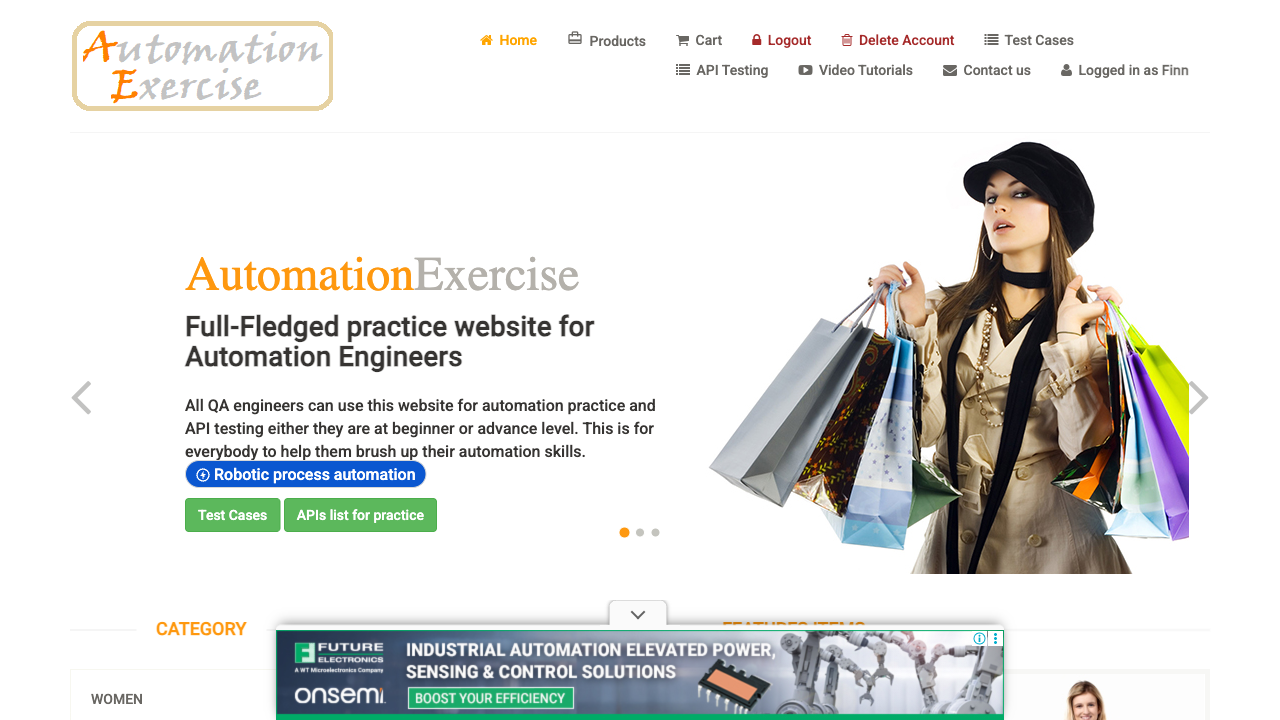 Automation
Exercise
Home
Products
Cart
Logout
Delete Account
Test Cases
API Testing
Video Tutorials
Contact us
Logged in as Finn
AutomationExercise
Full-Fledged practice website for
Automation Engineers
All QA engineers can use this website for automation practice and
API testing either they are at beginner or advance level. This is for
everybody to help them brush up their automation skills.
Robotic process automation
Test Cases
APIs list for practice
CATEGORY
FEATURES ITEMS
WOMEN
FUTURE
ELECTRONICS
A WT Microelectronics Company
onsemi
INDUSTRIAL AUTOMATION ELEVATED POWER,
SENSING & CONTROL SOLUTIONS
BOOST YOUR EFFICIENCY